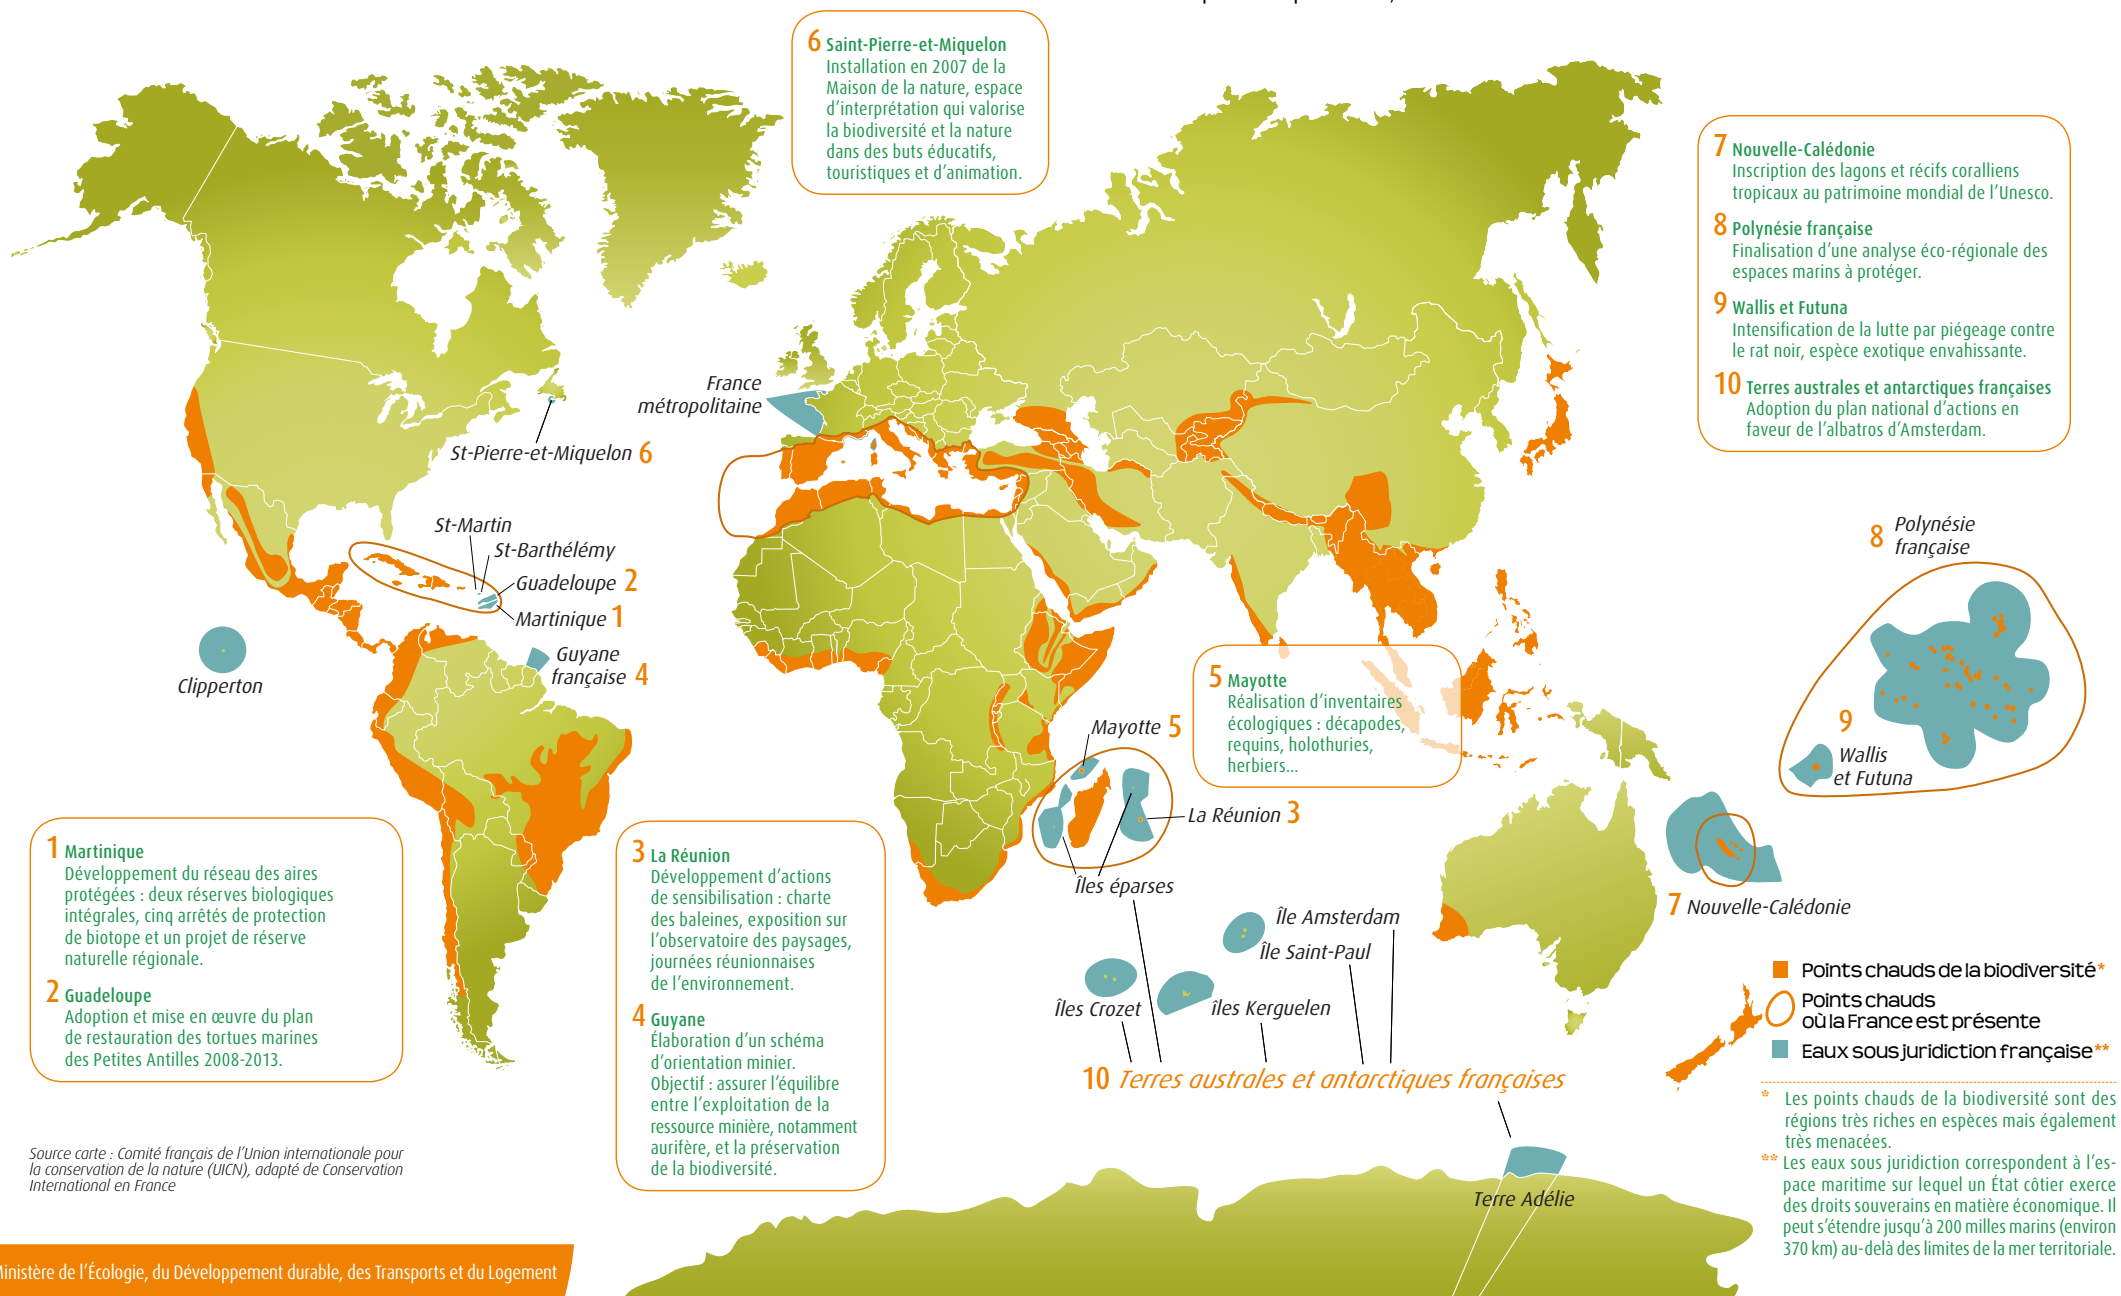 6 Saint-Pierre-et-Miquelon
Installation en 2007 de la
Maison de la nature, espace
d’interprétation qui valorise
la biodiversité et la nature
dans des buts éducatifs,
touristiques et d’animation.
7 Nouvelle-Calédonie
Inscription des lagons et récifs coralliens
tropicaux au patrimoine mondial de l’Unesco.
8 Polynésie française
Finalisation d’une analyse éco-régionale des
espaces marins à protéger.
9 Wallis et Futuna
Intensification de la lutte par piégeage contre
le rat noir, espèce exotique envahissante.
10 Terres australes et antarctiques françaises
Adoption du plan national d’actions en
faveur de l’albatros d’Amsterdam.
France
métropolitaine
St-Pierre-et-Miquelon 6
St-Martin
St-Barthélémy
Guadeloupe 2
Martinique 1
Clipperton
Guyane
française 4
8 Polynésie
française
9
Wallis
et Futuna
5 Mayotte
Réalisation d’inventaires
écologiques : décapodes,
requins, holothuries,
herbiers...
Mayotte 5
La Réunion 3
Îles éparses
7 Nouvelle-Calédonie
Île Amsterdam
Île Saint-Paul
Îles Crozet
îles Kerguelen
10 Terres australes et antarctiques françaises
Terre Adélie
1 Martinique
Développement du réseau des aires
protégées : deux réserves biologiques
intégrales, cinq arrêtés de protection
de biotope et un projet de réserve
naturelle régionale.
2 Guadeloupe
Adoption et mise en œuvre du plan
de restauration des tortues marines
des Petites Antilles 2008-2013.
3 La Réunion
Développement d’actions
de sensibilisation : charte
des baleines, exposition sur
l’observatoire des paysages,
journées réunionnaises
de l’environnement.
4 Guyane
Élaboration d’un schéma
d’orientation minier.
Objectif : assurer l’équilibre
entre l’exploitation de la
ressource minière, notamment
aurifère, et la préservation
de la biodiversité.
Points chauds de la biodiversité*
Points chauds
où la France est présente
Eaux sous juridiction française**
* Les points chauds de la biodiversité sont des
régions très riches en espèces mais également
très menacées.
** Les eaux sous juridiction correspondent à l’es-
pace maritime sur lequel un État côtier exerce
des droits souverains en matière économique. Il
peut s’étendre jusqu’à 200 milles marins (environ
370 km) au-delà des limites de la mer territoriale.
Source carte : Comité français de l’Union internationale pour
la conservation de la nature (UICN), adapté de Conservation
International en France
Ministère de l’Écologie, du Développement durable, des Transports et du Logement